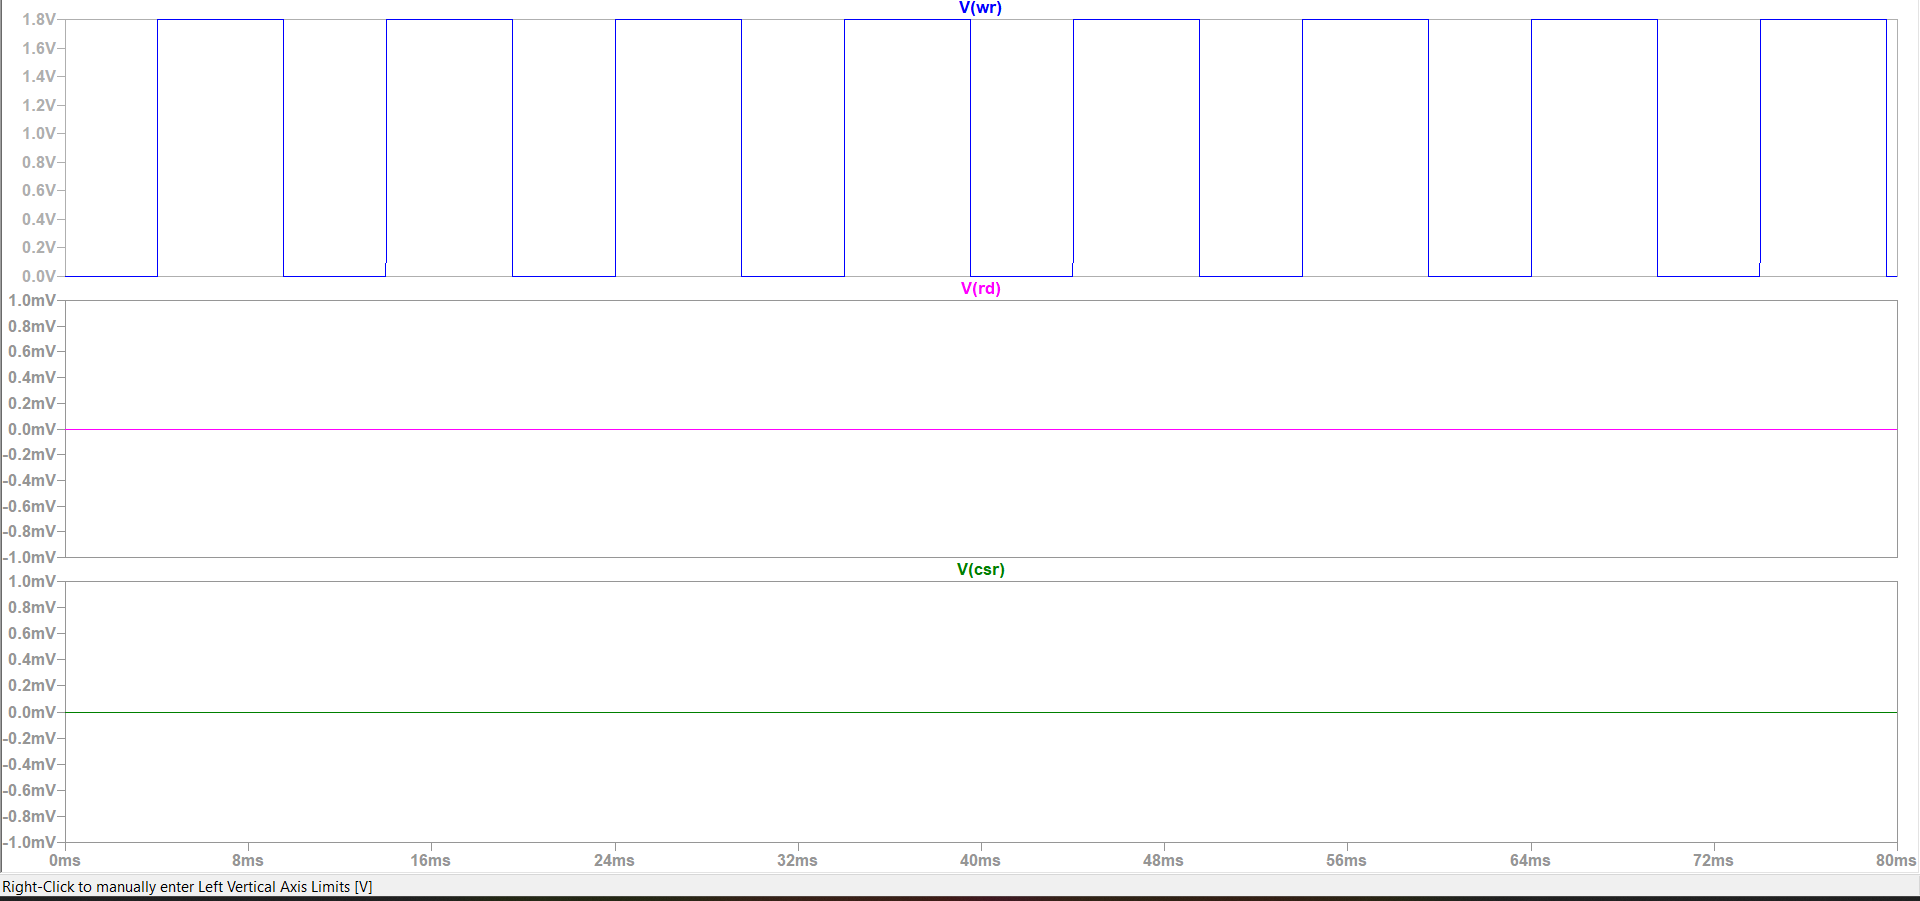 V(wr)
1.8V
1.6V
1.4V
1.2V
1.0V
0.8V
0.6V
0.4V
0.2V
0.0V
V(rd)
1.0mV
0.8mV
0.6mV
0.4mV
0.2mV
0.0mV
-0.2mV
-0.4mV
-0.6mV
-0.8mV
-1.0mV
V(csr)
1.0mV
0.8mV
0.6mV
0.4mV
0.2mV
0.0mV
-0.2mV
-0.4mV
-0.6mV
-0.8mV
-1.0mV
0ms 8ms 16ms 24ms 32ms 40ms 48ms 56ms 64ms 72ms 80ms
Right-Click to manually enter Left Vertical Axis Limits [V]